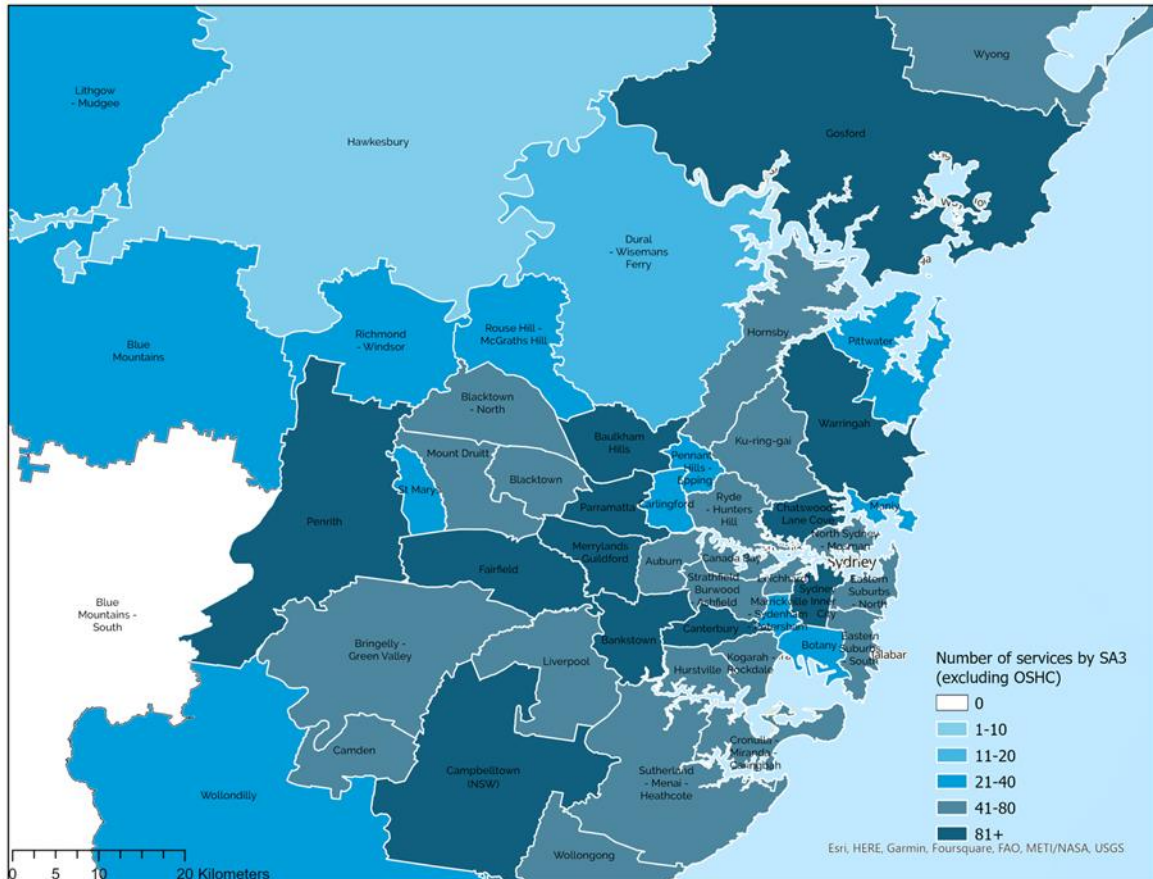 Wyong
Lithgow
- Mudgee
Gosford
Hawkesbury
Dural
- Wisemans
Ferry
Hornsby
Pittwater
Rouse Hill -
McGraths Hill
Richmond
- Windsor
Blue
Mountains
Blacktown
- North
Warringah
Baulkham
Hills
Ku-ring-gai
Mount Druitt
Pennant
Hills -
Epping
Blacktown
St Marys
Carlingford
Ryde
- Hunters
Hill
Parramatta
Chatswood
Lane Cove
Manly
Penrith
North Sydney
- Mosman
Merrylands
- Guildford
Auburn
Canada Bay
Sydney
Fairfield
Strathfield
Burwood
Ashfield
Leichhardt
Sydney
Inner
City
Eastern
Suburbs
- North
Marrickville
- Sydenham
- Petersham
Blue
Mountains -
South
Bringelly -
Green Valley
Bankstown
Canterbury
Botany
Eastern
Suburbs
- South
Malabar
Liverpool
Hurstville
Kogarah -
Rockdale
Camden
Cronulla -
Miranda -
Caringbah
Campbelltown
(NSW)
Sutherland
- Menai -
Heathcote
Wollondilly
Wollongong
Number of services by SA3
(excluding OSHC)
0
1-10
11-20
21-40
41-80
81+
0 5 10 20 Kilometers
Esri, HERE, Garmin, Foursquare, FAO, METI/NASA, USGS